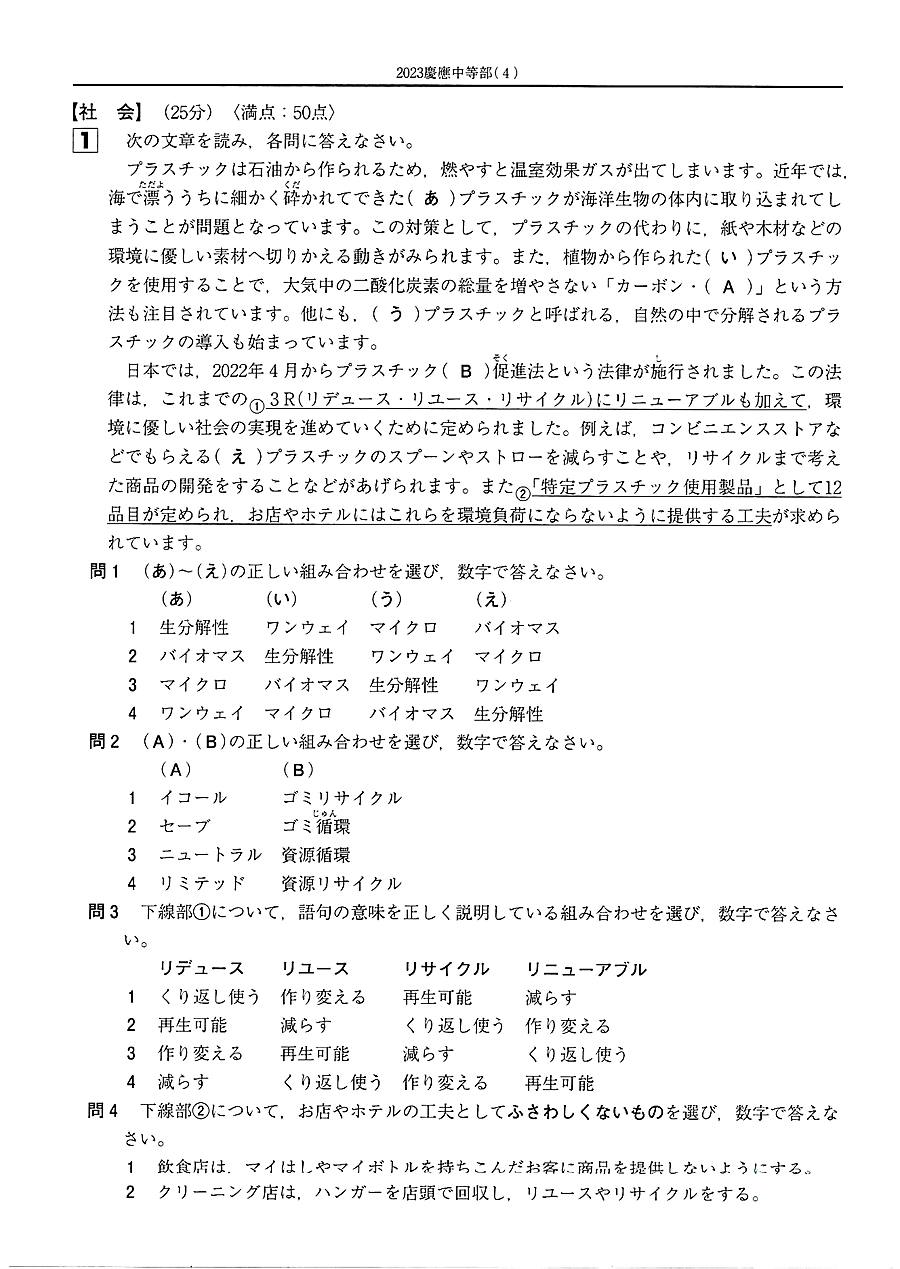 2023慶應中等部(4)
【社 会】 (25分) 〈満点:50点〉
1 次の文章を読み,各問に答えなさい。
プラスチックは石油から作られるため,燃やすと温室効果ガスが出てしまいます。近年では,
ただよ くだ
海で漂ううちに細かく砕かれてできた(あ)プラスチックが海洋生物の体内に取り込まれてし
まうことが問題となっています。この対策として,プラスチックの代わりに,紙や木材などの
環境に優しい素材へ切りかえる動きがみられます。また,植物から作られた(い)プラスチッ
クを使用することで,大気中の二酸化炭素の総量を増やさない「カーボン・(A)」という方
法も注目されています。他にも,(う)プラスチックと呼ばれる,自然の中で分解されるプラ
スチックの導入も始まっています。
そく し
日本では,2022年4月からプラスチック(B)促進法という法律が施行されました。この法
律は,これまでの①3R(リデュース・リユース・リサイクル)にリニューアブルも加えて,環
境に優しい社会の実現を進めていくために定められました。例えば,コンビニエンスストアな
どでもらえる(え)プラスチックのスプーンやストローを減らすことや,リサイクルまで考え
た商品の開発をすることなどがあげられます。また②「特定プラスチック使用製品」として12
品目が定められ,お店やホテルにはこれらを環境負荷にならないように提供する工夫が求めら
れています。
問1 (あ)~(え)の正しい組み合わせを選び,数字で答えなさい。
(あ) (い) (う) (え)
1 生分解性 ワンウェイ マイクロ バイオマス
2 バイオマス 生分解性 ワンウェイ マイクロ
3 マイクロ バイオマス 生分解性 ワンウェイ
4 ワンウェイ マイクロ バイオマス 生分解性
問2 (A)・(B)の正しい組み合わせを選び,数字で答えなさい。
(A) (B)
1 イコール ゴミリサイクル
じゅん
2 セーブ ゴミ循環
3 ニュートラル 資源循環
4 リミテッド 資源リサイクル
問3 下線部①について,語句の意味を正しく説明している組み合わせを選び,数字で答えなさ
い。
リデュース リユース リサイクル リニューアブル
1 くり返し使う 作り変える 再生可能 減らす
2 再生可能 減らす くり返し使う 作り変える
3 作り変える 再生可能 減らす くり返し使う
4 減らす くり返し使う 作り変える 再生可能
問4 下線部②について,お店やホテルの工夫としてふさわしくないものを選び,数字で答えな
さい。
1 飲食店は,マイはしやマイボトルを持ちこんだお客に商品を提供しないようにする。
2 クリーニング店は,ハンガーを店頭で回収し,リユースやリサイクルをする。